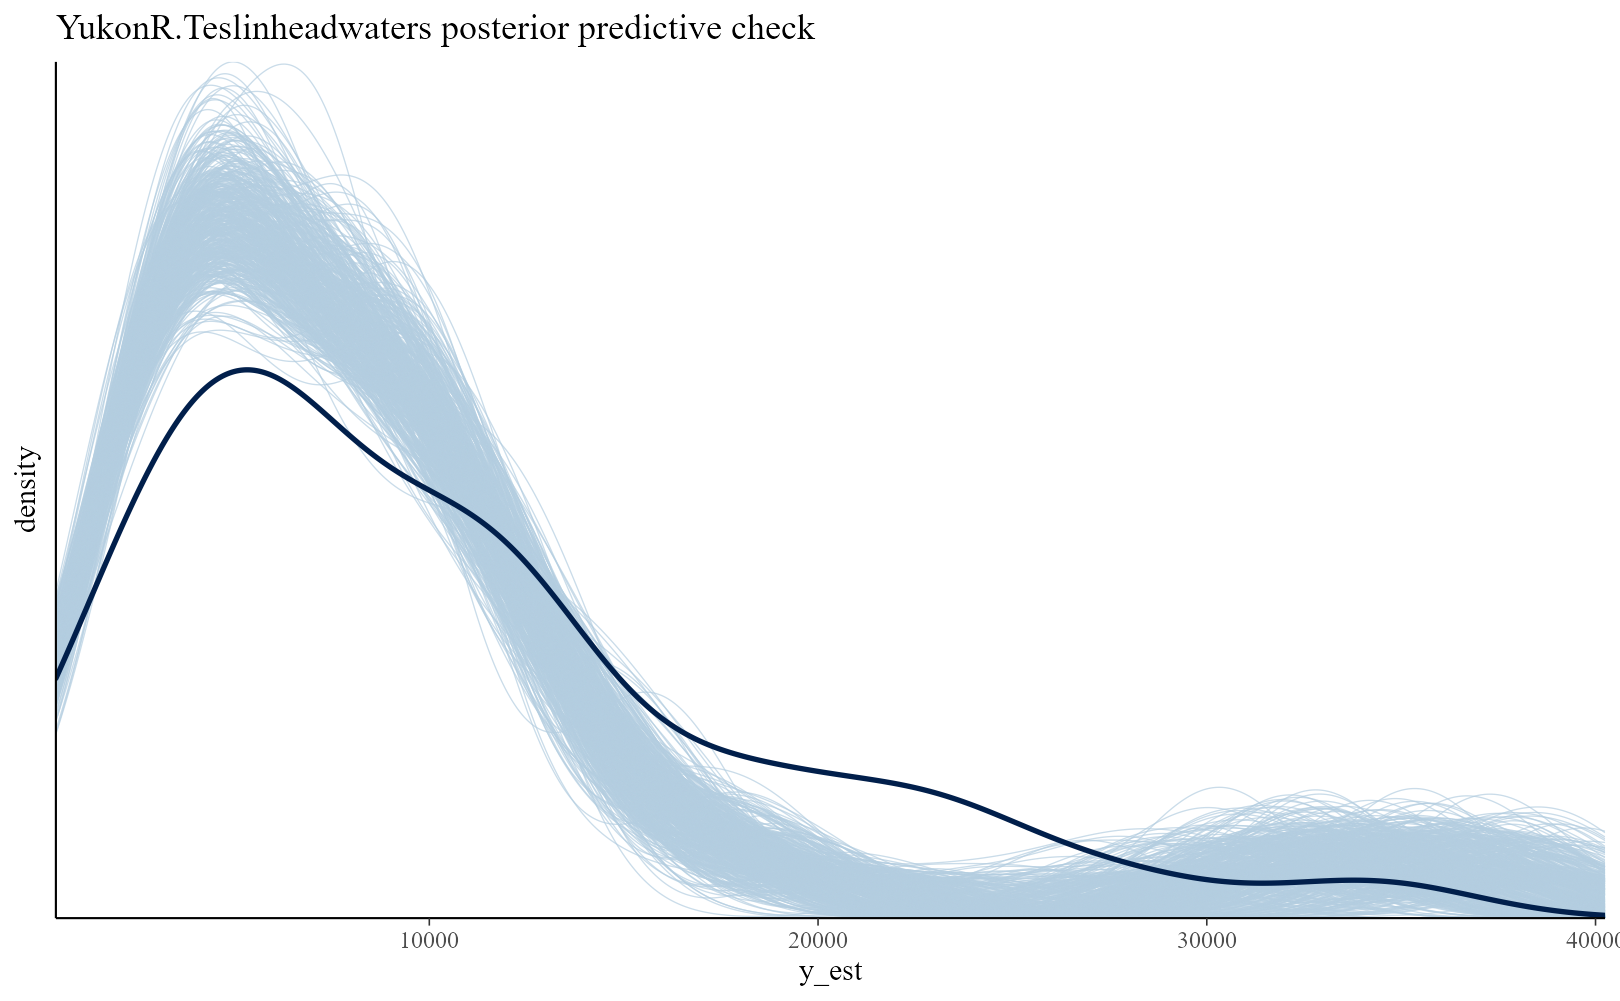 YukonR.Teslinheadwaters posterior predictive check
density
10000
20000
30000
40000
y_est